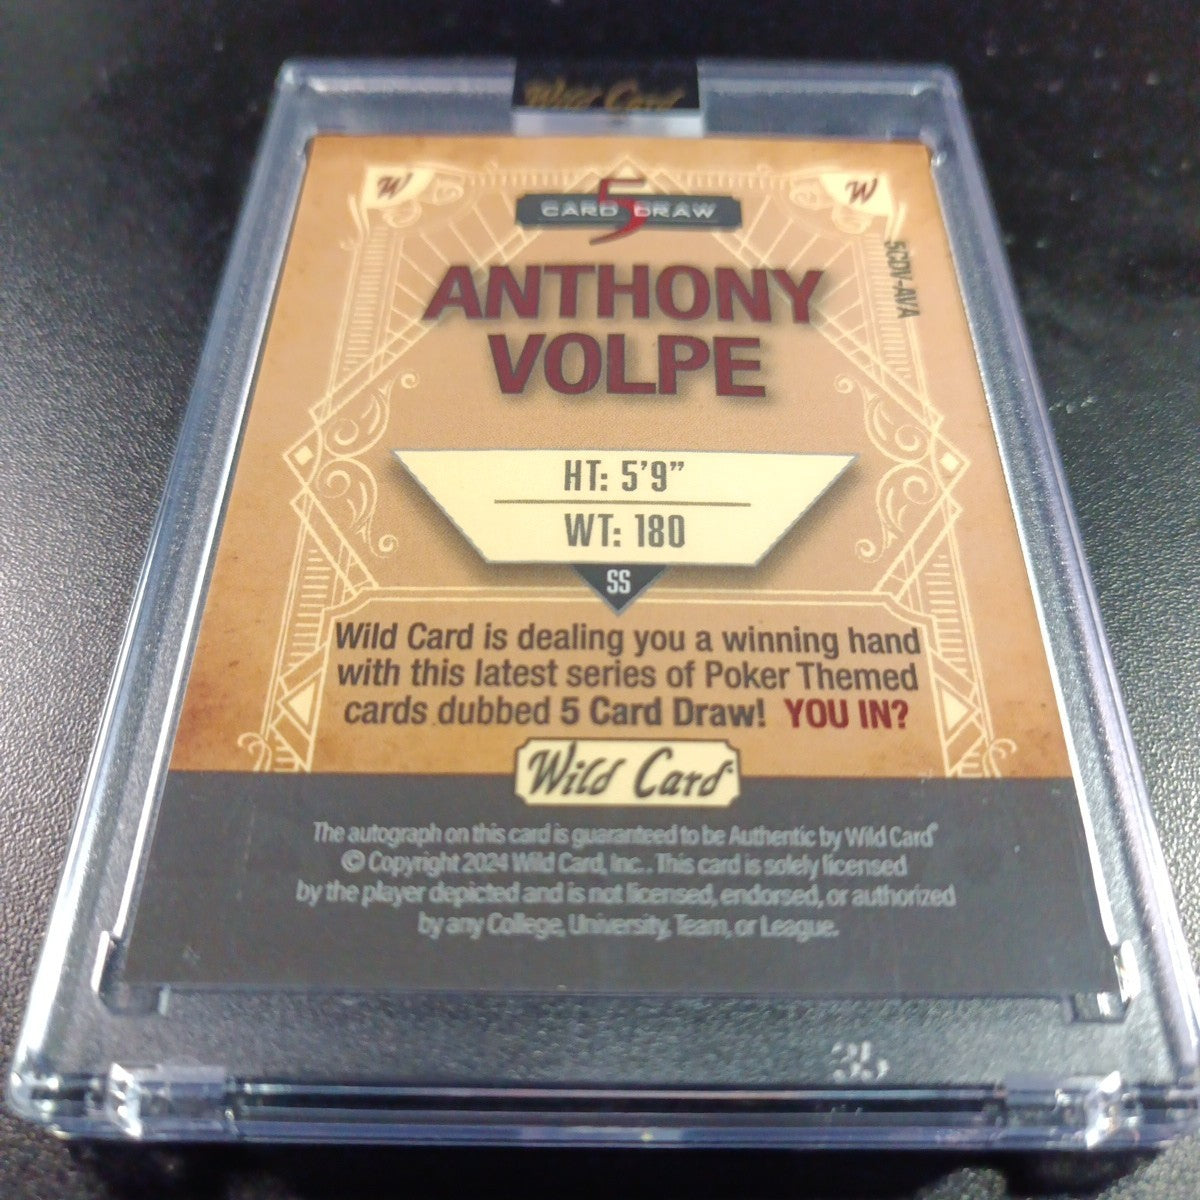 Wild Card
W
W
5
CARD DRAW
5CDV-AVA
ANTHONY
VOLPE
HT: 5'9"
WT: 180
SS
Wild Card is dealing you a winning hand
with this latest series of Poker Themed
cards dubbed 5 Card Draw! YOU IN?
Wild Card
The autograph on this card is guaranteed to be Authentic by Wild Card®
© Copyright 2024 Wild Card, Inc.. This card is solely licensed
by the player depicted and is not licensed, endorsed, or authorized
by any College, University, Team, or League.
35